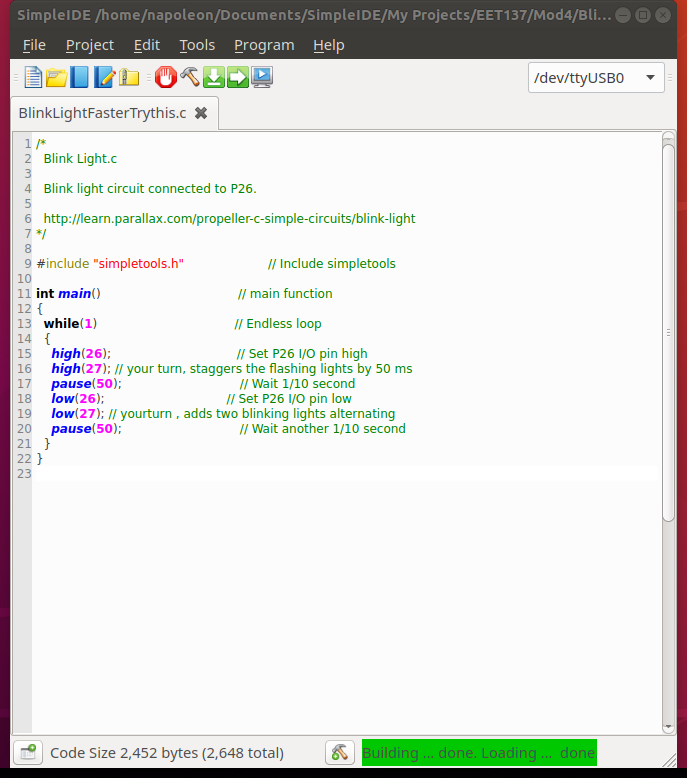 SimpleIDE /home/napoleon/Documents/SimpleIDE/My Projects/EET137/Mod4/Bli...
File Project Edit Tools Program Help
/dev/ttyUSB0
BlinkLightFasterTrythis.c
1 /*
2 Blink Light.c
3
4 Blink light circuit connected to P26.
5
6 http://learn.parallax.com/propeller-c-simple-circuits/blink-light
7 */
8
9 #include "simpletools.h" // Include simpletools
10
11 int main() // main function
12 {
13 while(1) // Endless loop
14 {
15 high(26); // Set P26 I/O pin high
16 high(27); // your turn, staggers the flashing lights by 50 ms
17 pause(50); // Wait 1/10 second
18 low(26); // Set P26 I/O pin low
19 low(27); // yourturn , adds two blinking lights alternating
20 pause(50); // Wait another 1/10 second
21 }
22 }
23
Code Size 2,452 bytes (2,648 total) Building ... done. Loading ... done